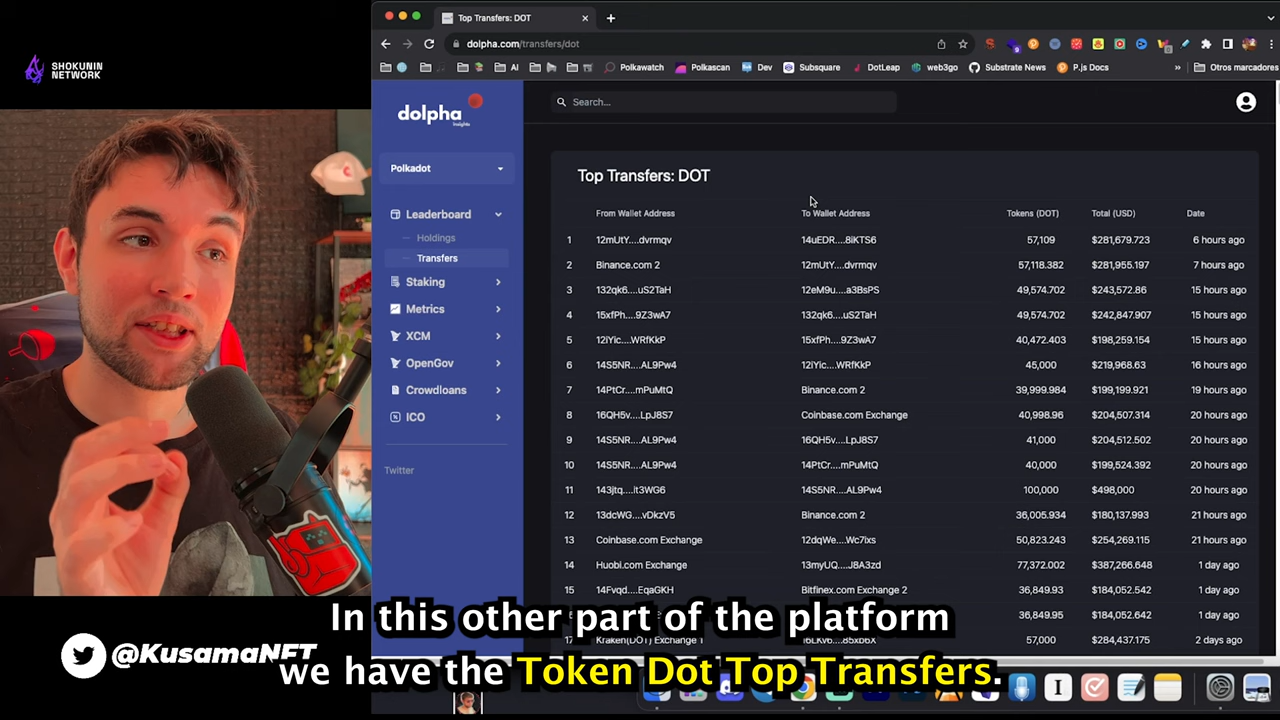 SHOKUNIN
NETWORK
Top Transfers: DOT
dolpha.com/transfers/dot
AI
Polkawatch
Polkascan
Dev
Subsquare
DotLeap
web3go
Substrate News
P.js Docs
»
Otros marcadores
dolpha
insights
Search...
Polkadot
Leaderboard
Holdings
Transfers
Staking
Metrics
XCM
OpenGov
Crowdloans
ICO
Twitter
Top Transfers: DOT
From Wallet Address To Wallet Address Tokens (DOT) Total (USD) Date
1 12mUtY....dvrmqv 14uEDR....8iKTS6 57,109 $281,679.723 6 hours ago
2 Binance.com 2 12mUtY....dvrmqv 57,118.382 $281,955.197 7 hours ago
3 132qk6....uS2TaH 12eM9u....a3BsPS 49,574.702 $243,572.86 15 hours ago
4 15xfPh....9Z3wA7 132qk6....uS2TaH 49,574.702 $242,847.907 15 hours ago
5 12iYic....WRfKkP 15xfPh....9Z3wA7 40,472.403 $198,259.154 15 hours ago
6 14S5NR....AL9Pw4 12iYic....WRfKkP 45,000 $219,968.63 16 hours ago
7 14PtCr....mPuMtQ Binance.com 2 39,999.984 $199,199.921 19 hours ago
8 16QH5v....LpJ8S7 Coinbase.com Exchange 40,998.96 $204,507.314 20 hours ago
9 14S5NR....AL9Pw4 16QH5v....LpJ8S7 41,000 $204,512.502 20 hours ago
10 14S5NR....AL9Pw4 14PtCr....mPuMtQ 40,000 $199,524.392 20 hours ago
11 143jtq....it3WG6 14S5NR....AL9Pw4 100,000 $498,000 20 hours ago
12 13dcWG....vDkzV5 Binance.com 2 36,005.934 $180,137.993 21 hours ago
13 Coinbase.com Exchange 12dqWe....Wc7ixs 50,823.243 $254,269.115 21 hours ago
14 Huobi.com Exchange 13myUQ....J8A3zd 77,372.002 $387,266.648 1 day ago
15 14Fvqd....EqaGKH Bitfinex.com Exchange 2 36,849.93 $184,052.542 1 day ago
36,849.95 $184,052.642 1 day ago
17 Kraken(DOT) Exchange 1 57,000 $284,437.175 2 days ago
In this other part of the platform
we have the Token Dot Top Transfers.
@KusamaNFT